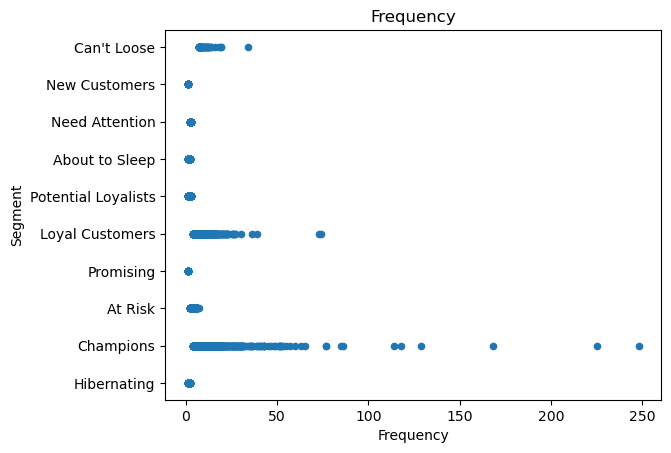 Frequency
Can't Loose
New Customers
Need Attention
About to Sleep
Potential Loyalists
Loyal Customers
Promising
At Risk
Champions
Hibernating
Segment
0 50 100 150 200 250
Frequency